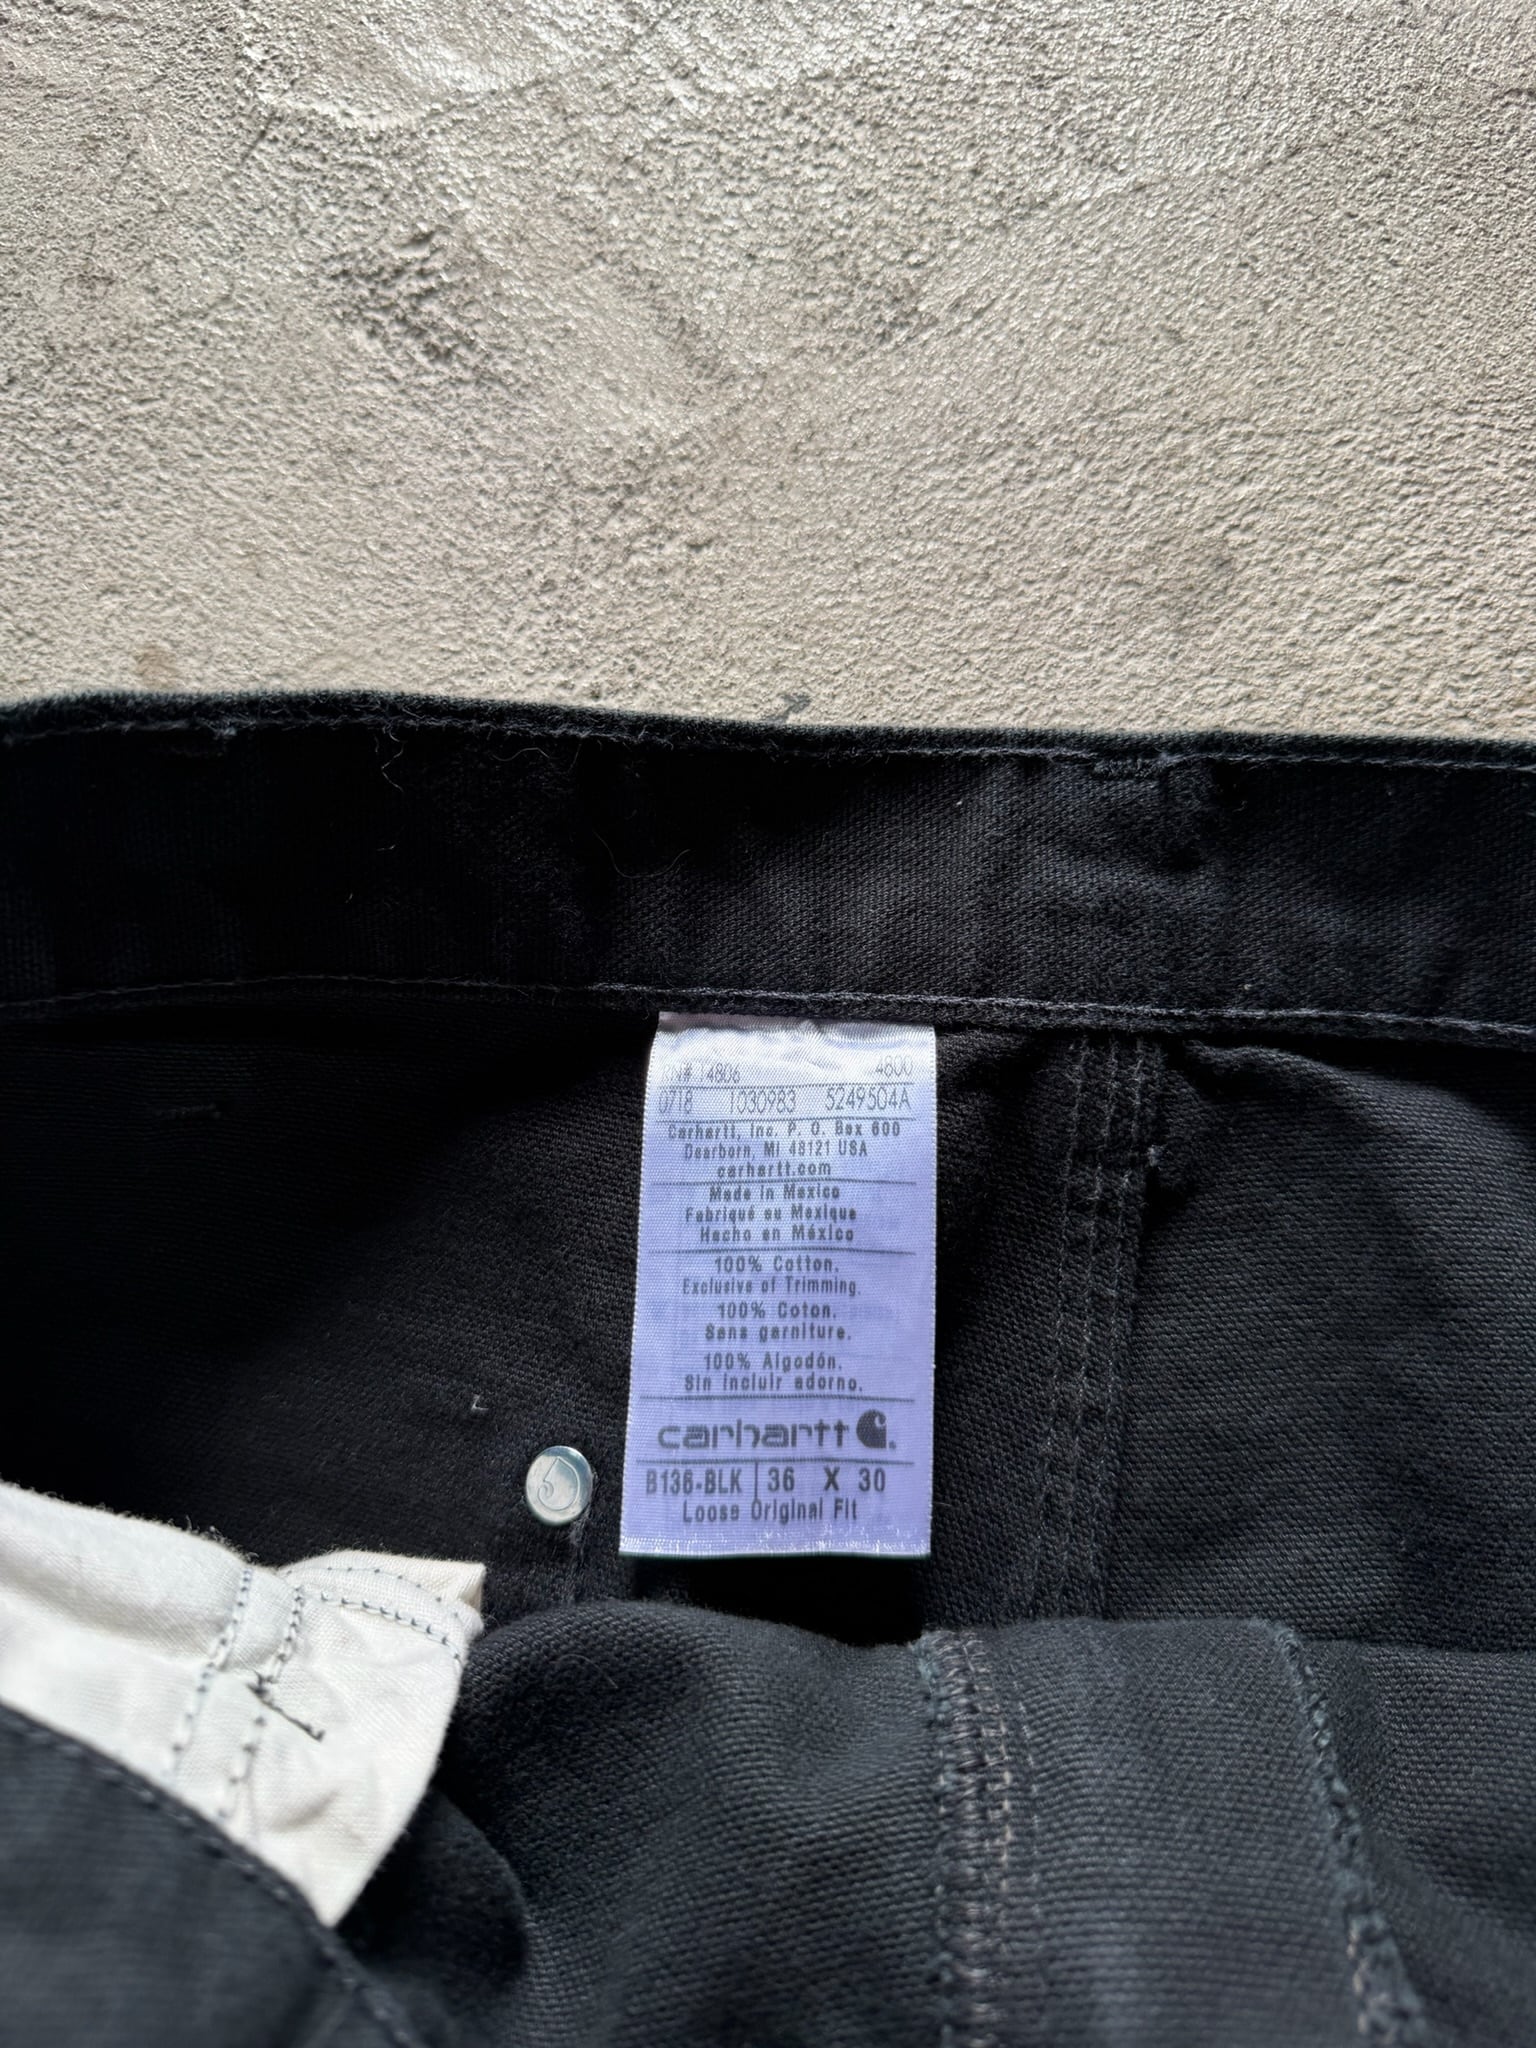 RN# 14806 4800
0718 1030983 5249504A
Carhartt, Inc. P. O. Box 600
Dearborn, MI 48121 USA
carhartt.com
Made in Mexico
Fabriqué au Mexique
Hecho en México
100% Cotton.
Exclusive of Trimming.
100% Coton.
Sans garniture.
100% Algodón.
Sin incluir adorno.
carhartt
B136-BLK | 36 X 30
Loose Original Fit